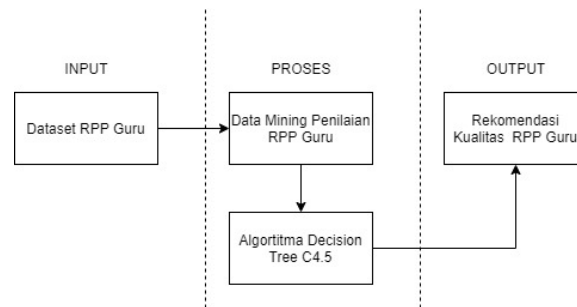 INPUT
PROSES
OUTPUT
Dataset RPP Guru
Data Mining Penilaian
RPP Guru
Rekomendasi
Kualitas RPP Guru
Algortitma Decision
Tree C4.5